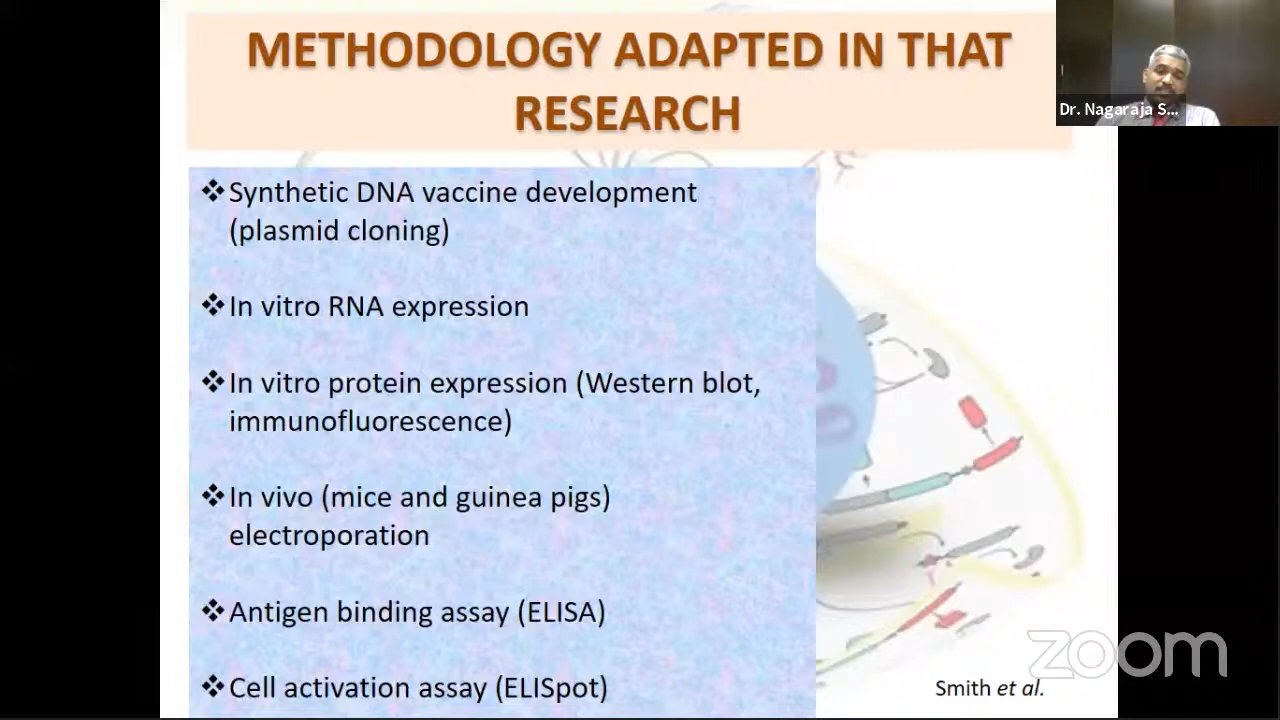 METHODOLOGY ADAPTED IN THAT
RESEARCH
Dr. Nagaraja S...
❖Synthetic DNA vaccine development
(plasmid cloning)
❖In vitro RNA expression
❖In vitro protein expression (Western blot,
immunofluorescence)
❖In vivo (mice and guinea pigs)
electroporation
❖Antigen binding assay (ELISA)
❖Cell activation assay (ELISpot)
Smith et al.
zoom